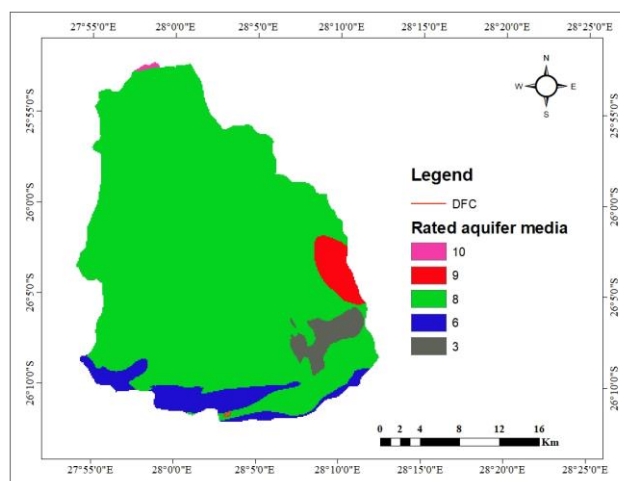 27°55'0"E 28°0'0"E 28°5'0"E 28°10'0"E 28°15'0"E 28°20'0"E 28°25'0"E
N
W E
S
25°55'0"S 25°55'0"S
26°0'0"S 26°0'0"S
26°5'0"S 26°5'0"S
26°10'0"S 26°10'0"S
Legend
DFC
Rated aquifer media
10
9
8
6
3
0 2 4 8 12 16
Km
27°55'0"E 28°0'0"E 28°5'0"E 28°10'0"E 28°15'0"E 28°20'0"E 28°25'0"E